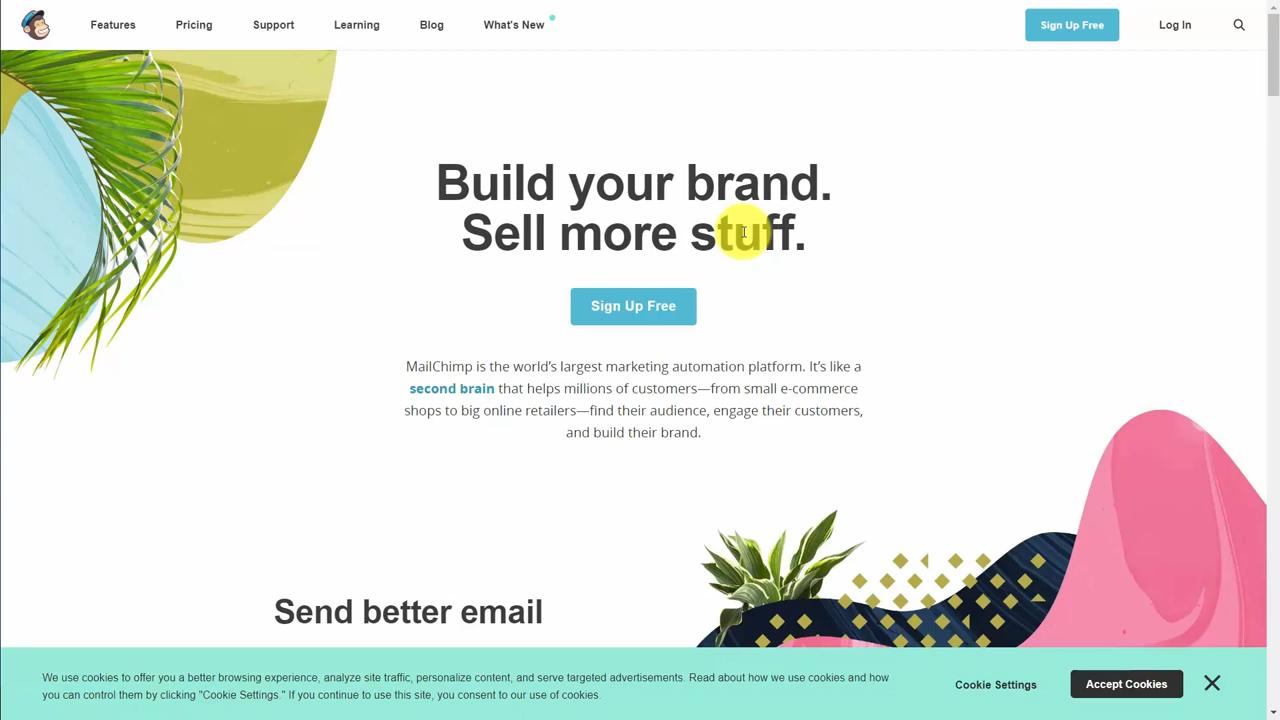 Features
Pricing
Support
Learning
Blog
What's New
Sign Up Free
Log In
Build your brand.
Sell more stuff.
Sign Up Free
MailChimp is the world's largest marketing automation platform. It's like a
second brain that helps millions of customers—from small e-commerce
shops to big online retailers—find their audience, engage their customers,
and build their brand.
Send better email
We use cookies to offer you a better browsing experience, analyze site traffic, personalize content, and serve targeted advertisements. Read about how we use cookies and how
you can control them by clicking "Cookie Settings." If you continue to use this site, you consent to our use of cookies.
Cookie Settings
Accept Cookies